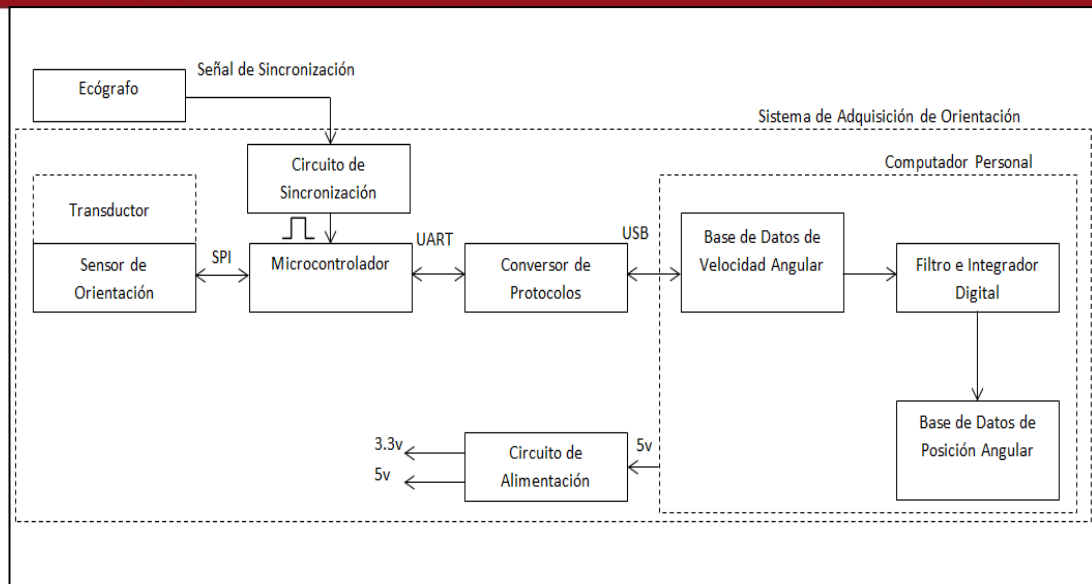 Señal de Sincronización
Ecógrafo
Sistema de Adquisición de Orientación
Computador Personal
Circuito de
Sincronización
Transductor
Sensor de
Orientación
SPI
Microcontrolador
UART
Conversor de
Protocolos
USB
Base de Datos de
Velocidad Angular
Filtro e Integrador
Digital
Base de Datos de
Posición Angular
3.3v
5v
Circuito de
Alimentación
5v